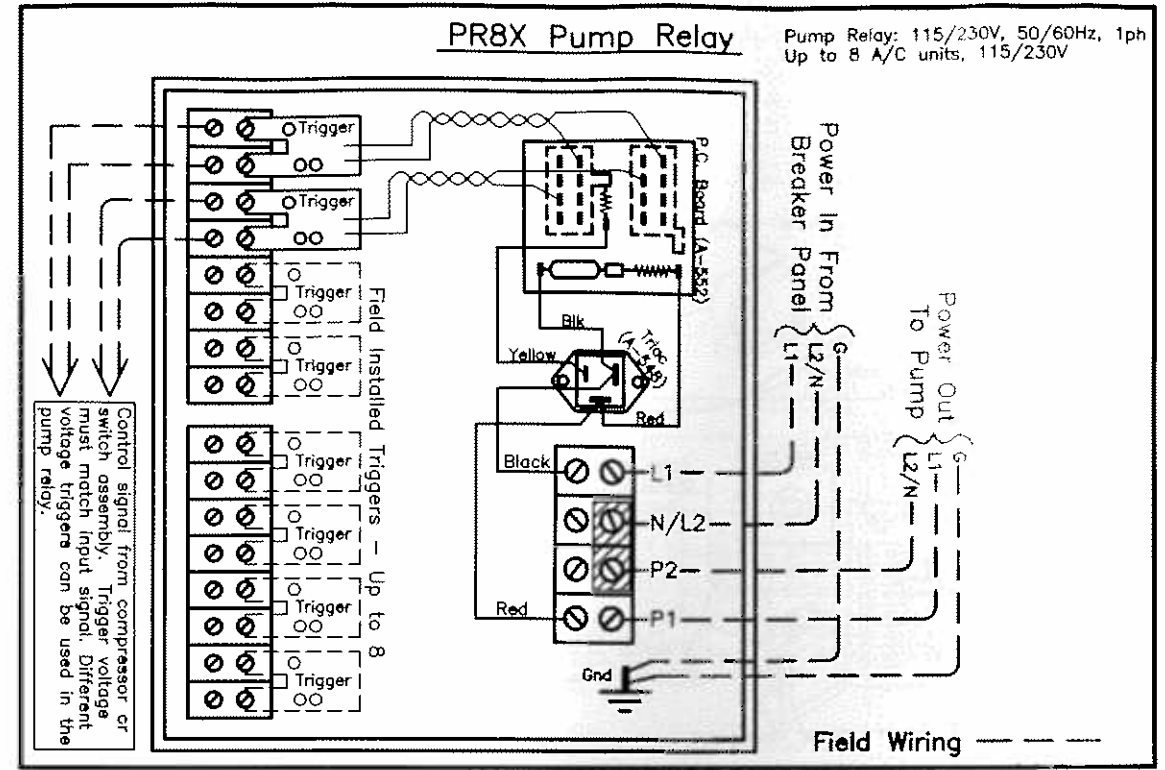 PR8X Pump Relay
Pump Relay: 115/230V, 50/60Hz, 1ph
Up to 8 A/C units, 115/230V
Trigger
Trigger
Trigger
Trigger
Trigger
Trigger
Trigger
Trigger
Field Installed Triggers - Up to 8
P.C. Board (A-552)
Blk
Yellow
Triac
(A-548)
Red
Black
Red
L1
N/L2
P2
P1
Gnd
Power In From
Breaker Panel
G
L2/N
L1
Power Out
To Pump
G
L1
L2/N
Control signal from compressor or
switch assembly. Trigger voltage
must match input signal. Different
voltage triggers can be used in the
pump relay.
Field Wiring